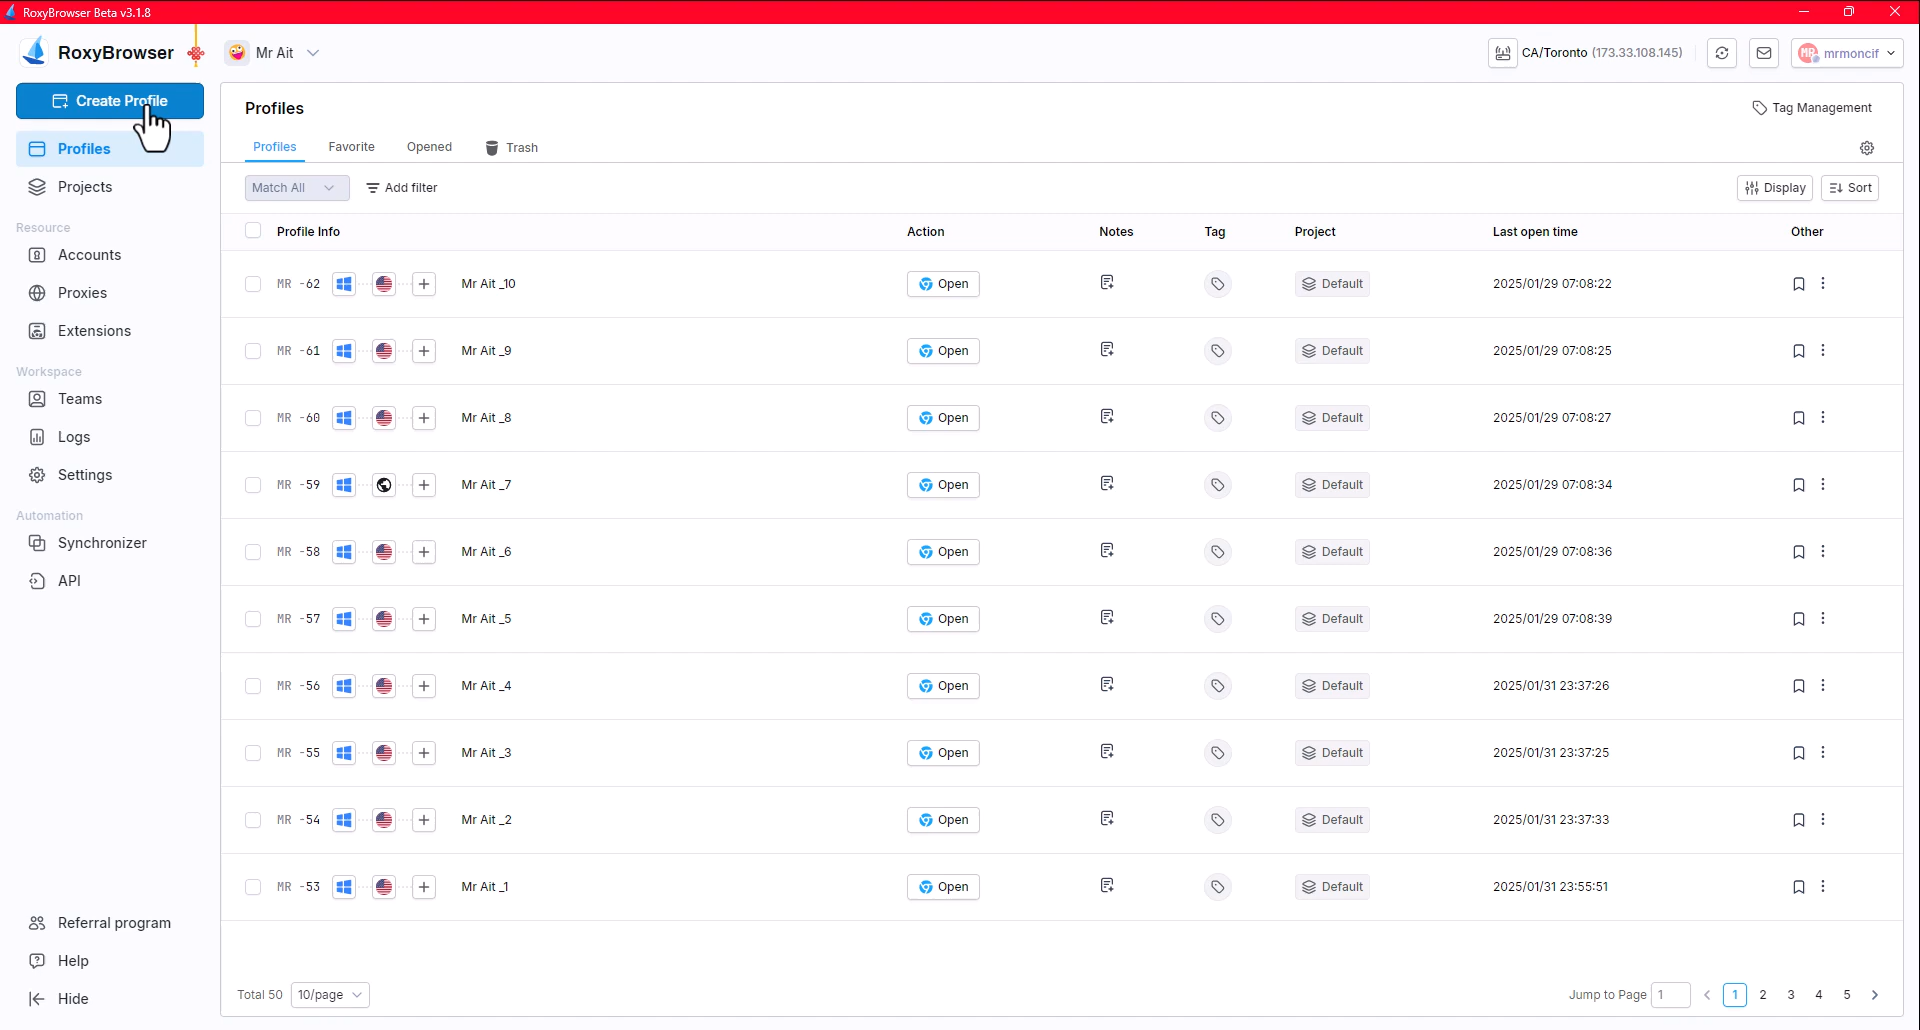 RoxyBrowser Beta v3.1.8
RoxyBrowser
Mr Ait
CA/Toronto (173.33.108.145)
MR
mrmoncif
Create Profile
Profiles
Projects
Resource
Accounts
Proxies
Extensions
Workspace
Teams
Logs
Settings
Automation
Synchronizer
API
Referral program
Help
Hide
Profiles
Tag Management
Profiles Favorite Opened Trash
Match All Add filter Display Sort
Profile Info Action Notes Tag Project Last open time Other
MR -62 Mr Ait _10 Open Default 2025/01/29 07:08:22
MR -61 Mr Ait _9 Open Default 2025/01/29 07:08:25
MR -60 Mr Ait _8 Open Default 2025/01/29 07:08:27
MR -59 Mr Ait _7 Open Default 2025/01/29 07:08:34
MR -58 Mr Ait _6 Open Default 2025/01/29 07:08:36
MR -57 Mr Ait _5 Open Default 2025/01/29 07:08:39
MR -56 Mr Ait _4 Open Default 2025/01/31 23:37:26
MR -55 Mr Ait _3 Open Default 2025/01/31 23:37:25
MR -54 Mr Ait _2 Open Default 2025/01/31 23:37:33
MR -53 Mr Ait _1 Open Default 2025/01/31 23:55:51
Total 50 10/page Jump to Page 1 1 2 3 4 5